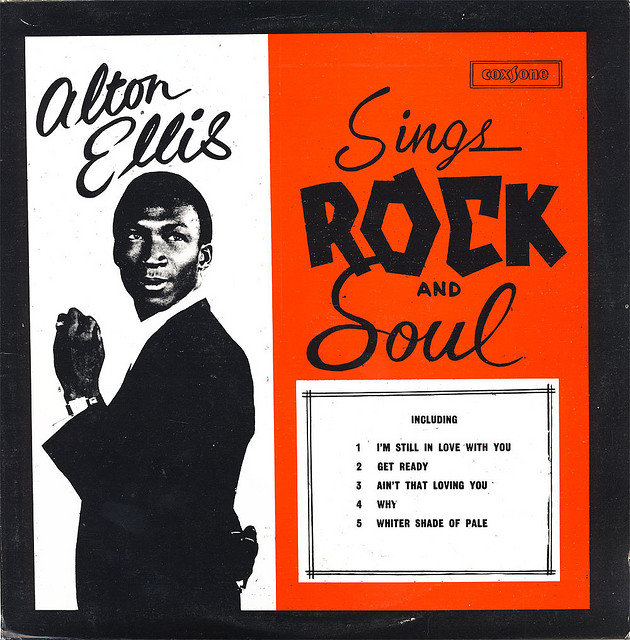 Alton
Ellis
coxsone
Sings
ROCK
AND
Soul
INCLUDING
1 I'M STILL IN LOVE WITH YOU
2 GET READY
3 AIN'T THAT LOVING YOU
4 WHY
5 WHITER SHADE OF PALE